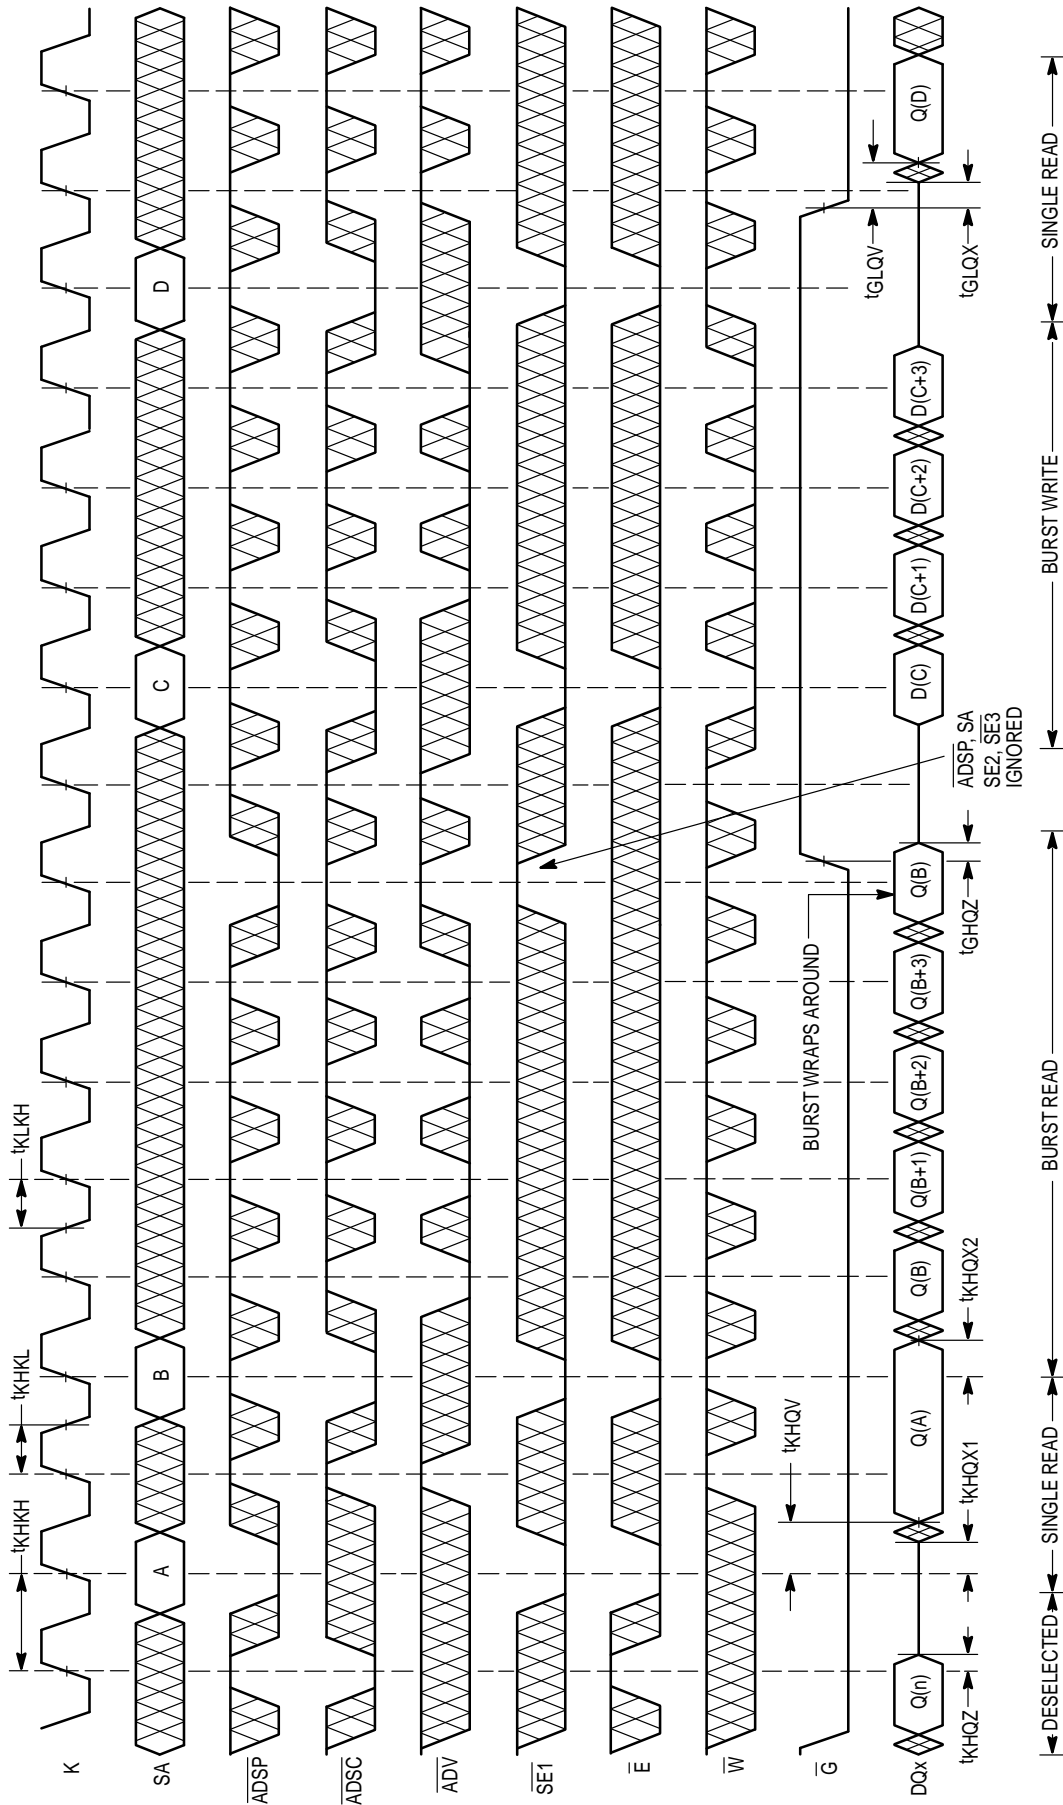 K
tKHKH
tKHKL
tKLKH
SA
A
B
C
D
ADSP
ADSC
ADV
SE1
E
W
G
tKHQV
BURST WRAPS AROUND
tGLQV
DQx
Q(n)
Q(A)
Q(B)
Q(B+1)
Q(B+2)
Q(B+3)
Q(B)
D(C)
D(C+1)
D(C+2)
D(C+3)
Q(D)
tKHQZ
tKHQX1
tKHQX2
tGHQZ
ADSP, SA
SE2, SE3
IGNORED
tGLQX
DESELECTED
SINGLE READ
BURST READ
BURST WRITE
SINGLE READ